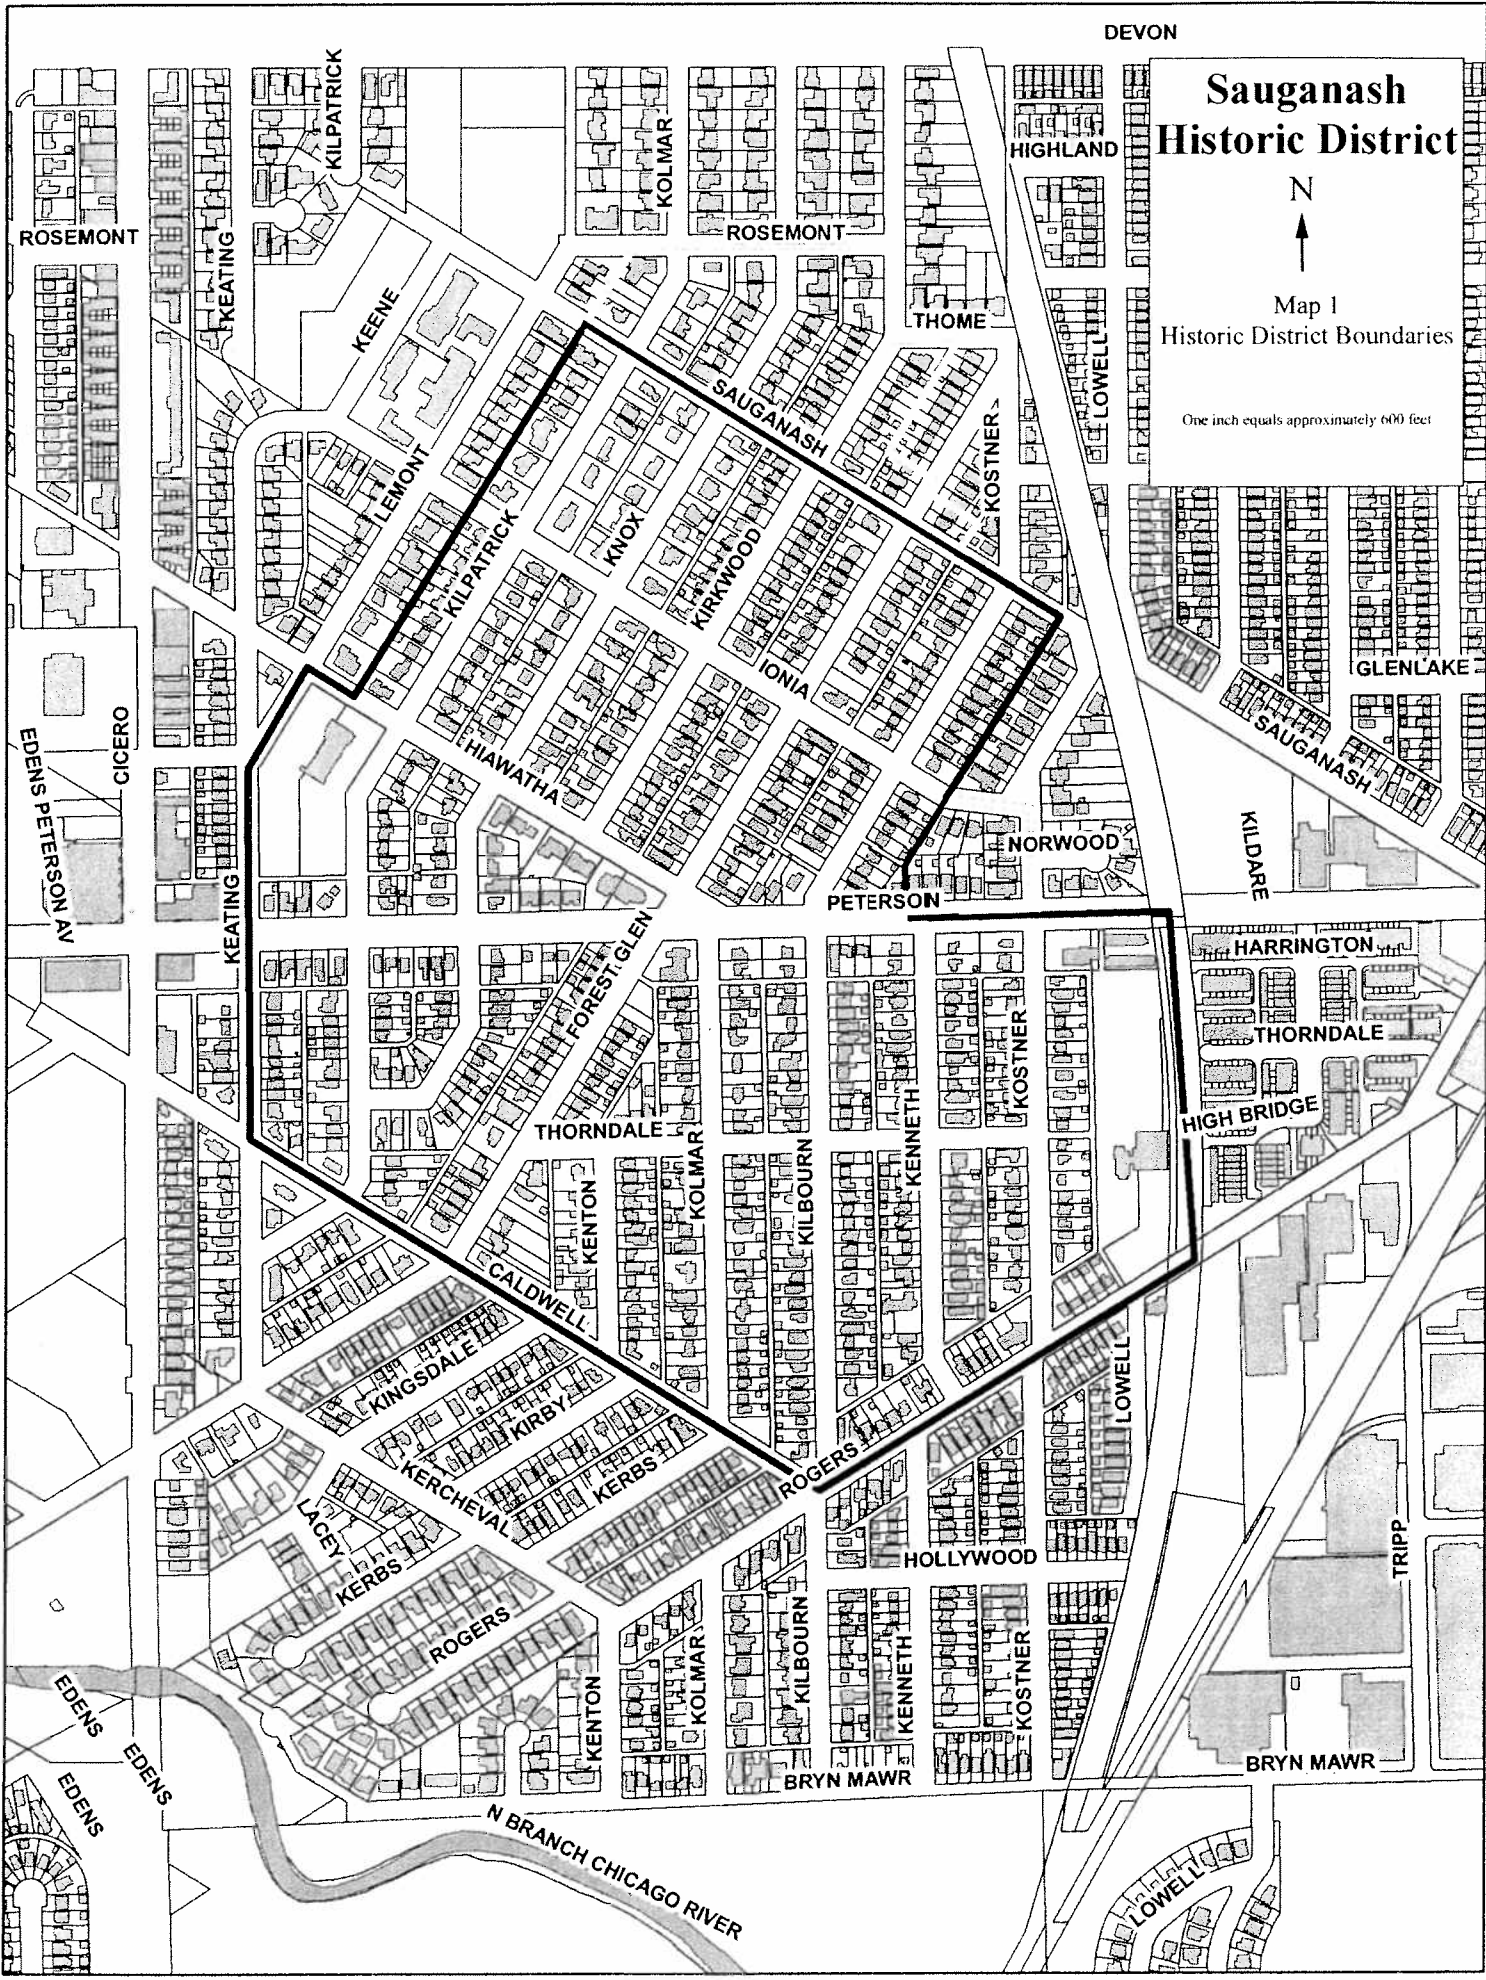 DEVON
Sauganash
Historic District
N
Map 1
Historic District Boundaries
One inch equals approximately 600 feet
KILPATRICK
KOLMAR
HIGHLAND
ROSEMONT
ROSEMONT
KEATING
KEENE
THOME
LOWELL
SAUGANASH
KOSTNER
LEMONT
KILPATRICK
KNOX
KIRKWOOD
IONIA
GLENLAKE
SAUGANASH
CICERO
EDENS PETERSON AV
HIAWATHA
NORWOOD
KILDARE
KEATING
PETERSON
FOREST GLEN
HARRINGTON
THORNDALE
KOSTNER
HIGH BRIDGE
THORNDALE
KOLMAR
KENNETH
KILBOURN
KENTON
CALDWELL
KINGSDALE
KIRBY
LOWELL
KERCHEVAL
KERBS
ROGERS
LACEY
KERBS
HOLLYWOOD
TRIPP
ROGERS
KENTON
KOLMAR
KILBOURN
KENNETH
KOSTNER
EDENS
EDENS
EDENS
BRYN MAWR
BRYN MAWR
N BRANCH CHICAGO RIVER
LOWELL